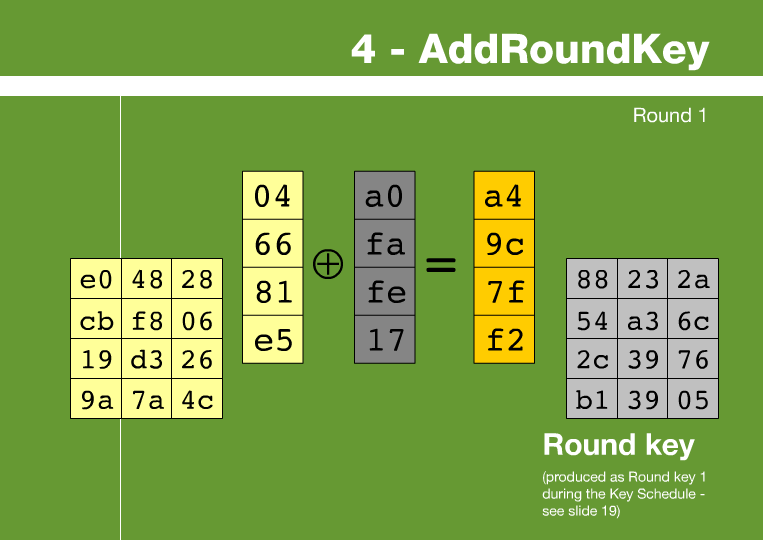 4 - AddRoundKey
Round 1
04 a0 a4
66 fa 9c
⊕ =
81 fe 7f
e5 17 f2
e0 48 28
cb f8 06
19 d3 26
9a 7a 4c
88 23 2a
54 a3 6c
2c 39 76
b1 39 05
Round key
(produced as Round key 1
during the Key Schedule -
see slide 19)